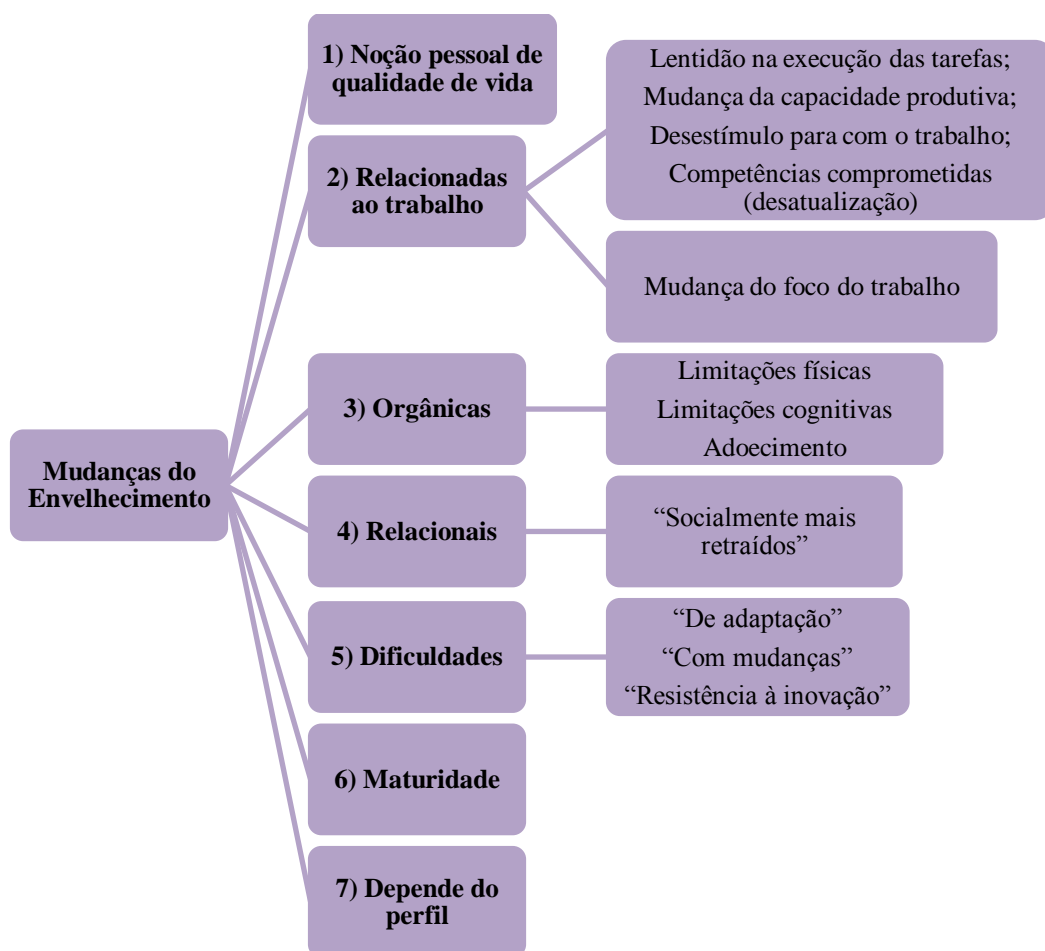 1) Noção pessoal de
qualidade de vida
Lentidão na execução das tarefas;
Mudança da capacidade produtiva;
Desestímulo para com o trabalho;
Competências comprometidas
(desatualização)
2) Relacionadas
ao trabalho
Mudança do foco do trabalho
3) Orgânicas
Limitações físicas
Limitações cognitivas
Adoecimento
Mudanças do
Envelhecimento
4) Relacionais
“Socialmente mais
retraídos”
5) Dificuldades
“De adaptação”
“Com mudanças”
“Resistência à inovação”
6) Maturidade
7) Depende do
perfil